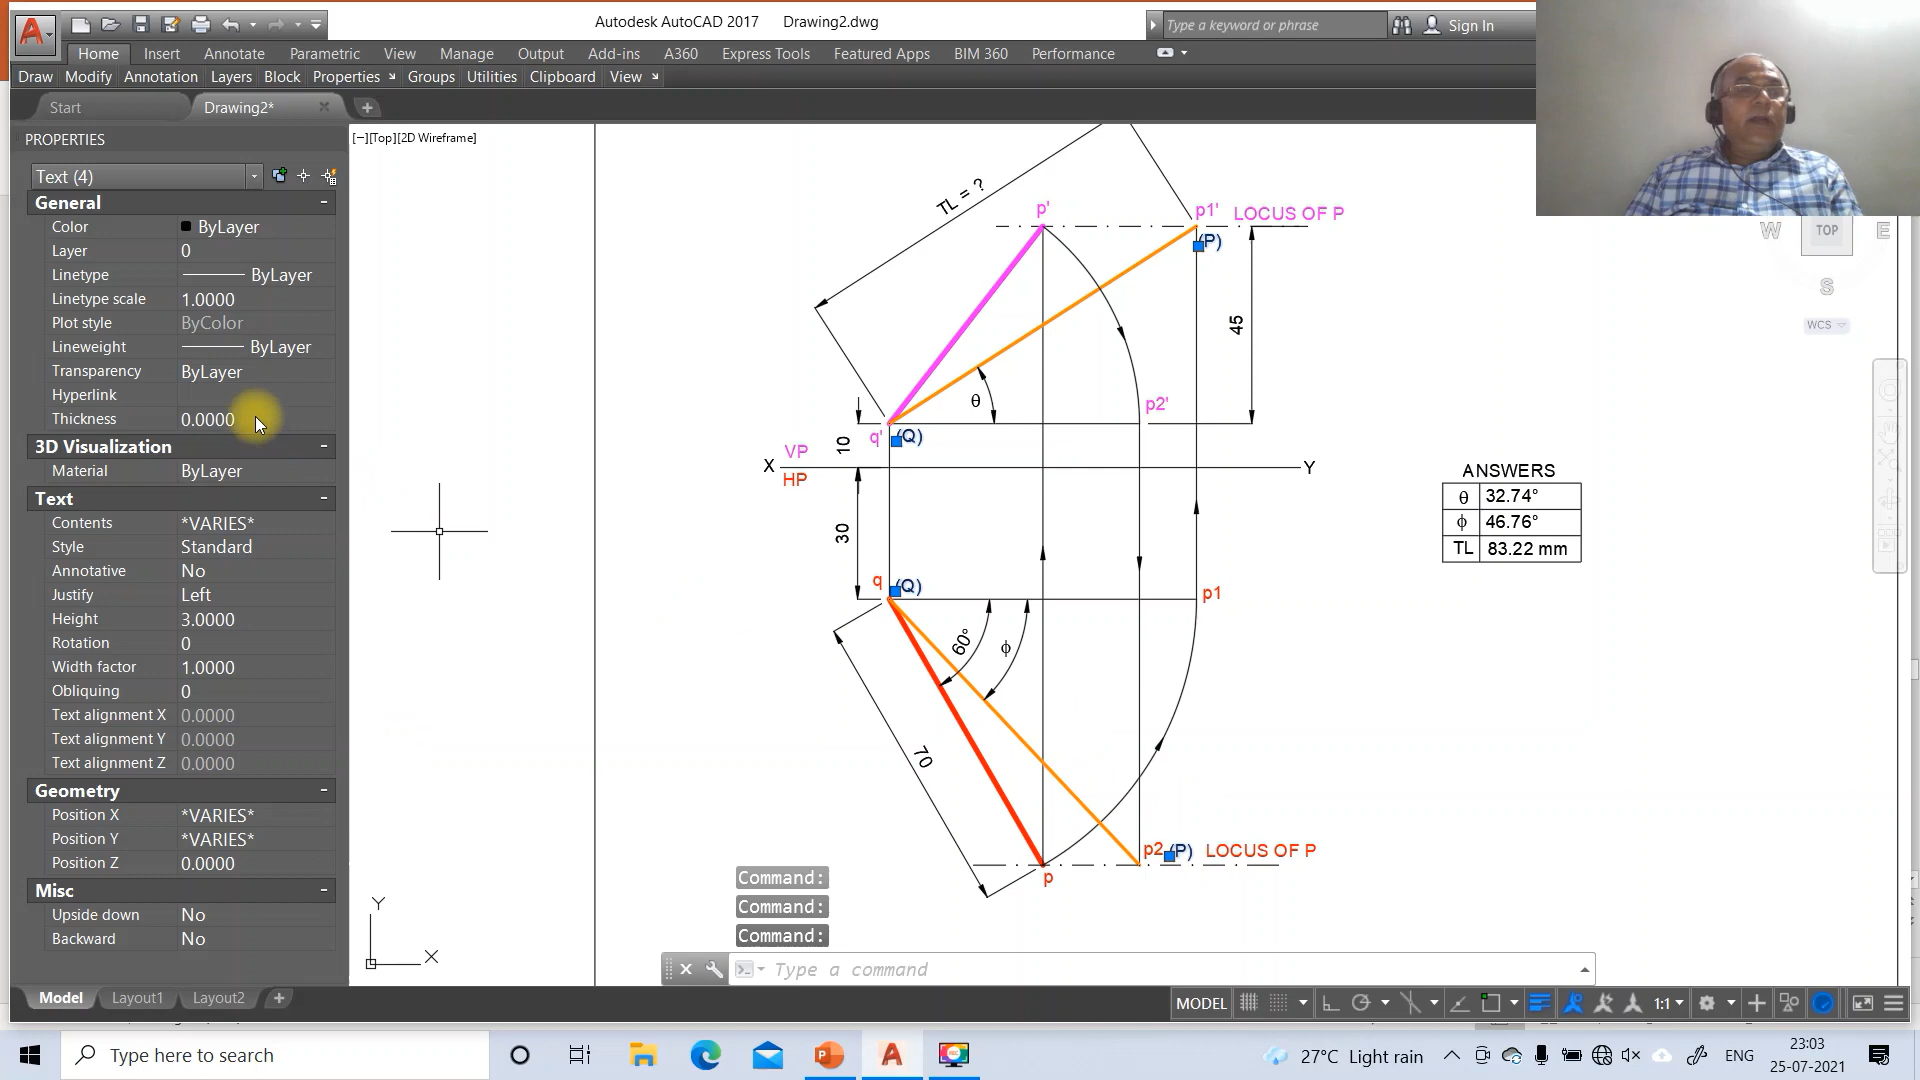 Autodesk AutoCAD 2017 Drawing2.dwg
Type a keyword or phrase
Sign In
Home Insert Annotate Parametric View Manage Output Add-ins A360 Express Tools Featured Apps BIM 360 Performance
Draw Modify Annotation Layers Block Properties Groups Utilities Clipboard View
Start Drawing2*
PROPERTIES
[−][Top][2D Wireframe]
Text (4)
General
Color ByLayer
Layer 0
Linetype ByLayer
Linetype scale 1.0000
Plot style ByColor
Lineweight ByLayer
Transparency ByLayer
Hyperlink
Thickness 0.0000
3D Visualization
Material ByLayer
Text
Contents *VARIES*
Style Standard
Annotative No
Justify Left
Height 3.0000
Rotation 0
Width factor 1.0000
Obliquing 0
Text alignment X 0.0000
Text alignment Y 0.0000
Text alignment Z 0.0000
Geometry
Position X *VARIES*
Position Y *VARIES*
Position Z 0.0000
Misc
Upside down No
Backward No
TL = ?
p' p1' LOCUS OF P
(P)
45
θ p2'
q' (Q)
10
VP
X Y
HP
30
q (Q)
p1
60° ϕ
70
p2 (P) LOCUS OF P
p
ANSWERS
θ 32.74°
ϕ 46.76°
TL 83.22 mm
W TOP E
S
WCS
Y
X
Command:
Command:
Command:
Type a command
Model Layout1 Layout2
MODEL 1:1
Type here to search
27°C Light rain
ENG
23:03
25-07-2021